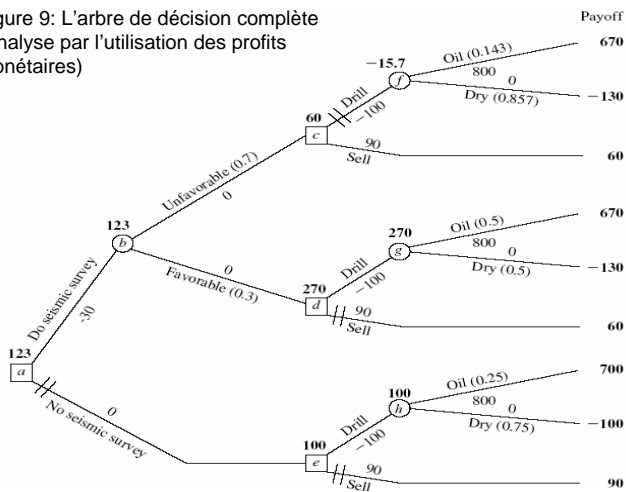 gure 9: L'arbre de décision complète
nalyse par l'utilisation des profits
onétaires)
Payoff
670
Oil (0.143)
800
−15.7
f
0
Dry (0.857)
−130
Drill
−100
60
c
90
Sell
60
Unfavorable (0.7)
0
123
b
670
Oil (0.5)
800
270
g
0
Dry (0.5)
−130
Drill
−100
0
Favorable (0.3)
270
d
90
Sell
60
Do seismic survey
-30
123
a
700
Oil (0.25)
800
100
h
0
Dry (0.75)
−100
Drill
−100
0
No seismic survey
100
e
90
Sell
90